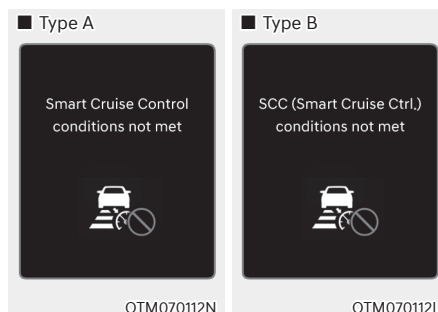 ■ Type A
Smart Cruise Control
conditions not met
OTM070112N
■ Type B
SCC (Smart Cruise Ctrl.)
conditions not met
OTM070112L